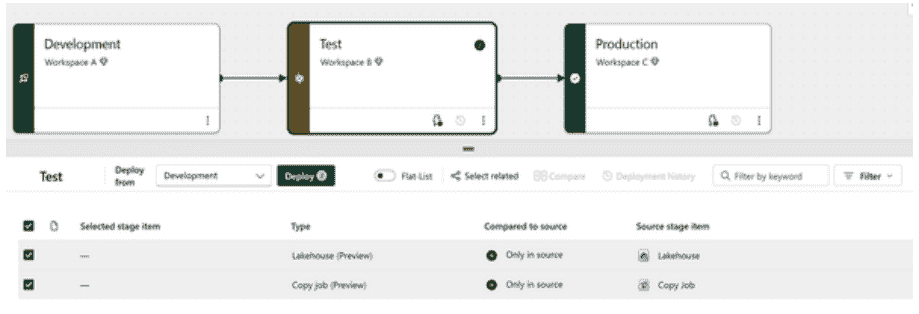 Development
Workspace A
Test
Workspace B
Production
Workspace C
Test
Deploy from
Development
Deploy
Flat-List
Select related
Compare
Deployment history
Filter by keyword
Filter
Selected stage item Type Compared to source Source stage item
— Lakehouse (Preview) Only in source Lakehouse
— Copy job (Preview) Only in source Copy Job